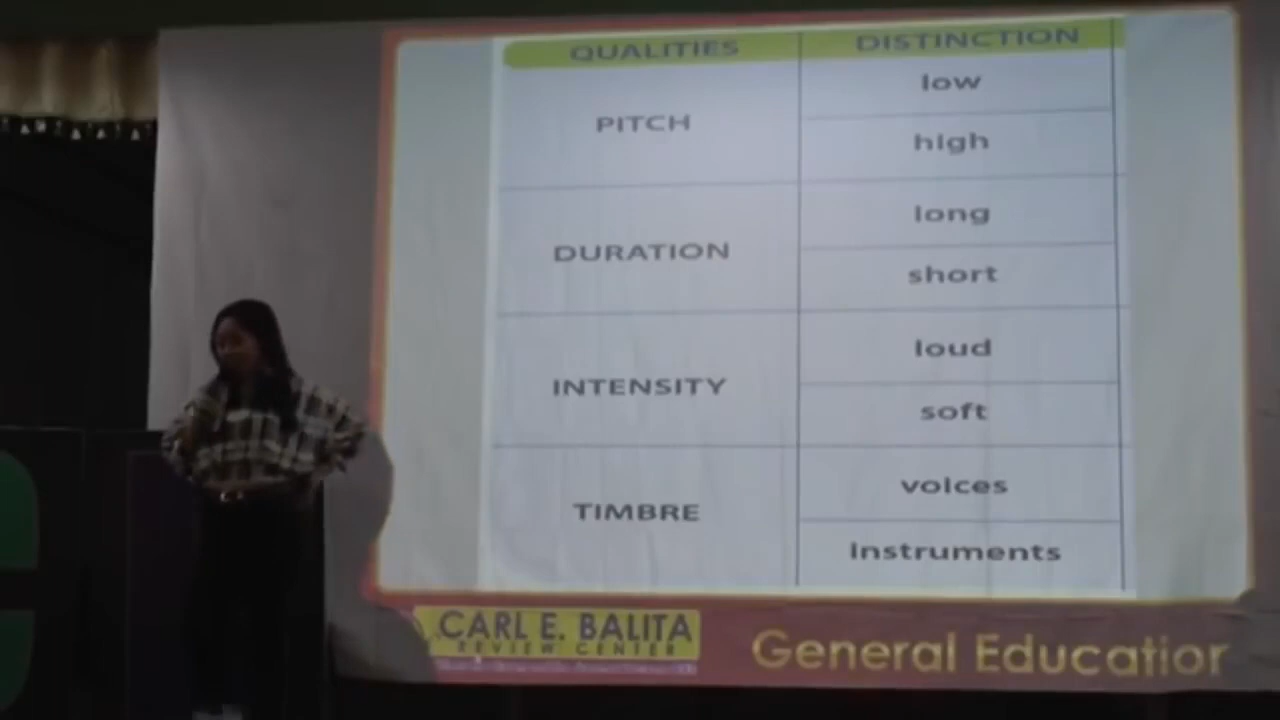 QUALITIES DISTINCTION
PITCH
low
high
DURATION
long
short
INTENSITY
loud
soft
TIMBRE
voices
instruments
CARL E. BALITA
REVIEW CENTER
General Education